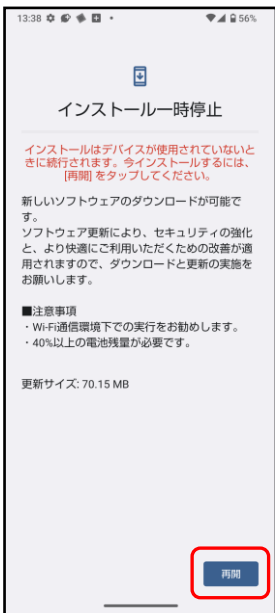 13:38
56%
インストール一時停止
インストールはデバイスが使用されていないと
きに続行されます。今インストールするには、
[再開] をタップしてください。
新しいソフトウェアのダウンロードが可能で
す。
ソフトウェア更新により、セキュリティの強化
と、より快適にご利用いただくための改善が適
用されますので、ダウンロードと更新の実施を
お願いします。
■注意事項
・Wi-Fi通信環境下での実行をお勧めします。
・40%以上の電池残量が必要です。
更新サイズ: 70.15 MB
再開